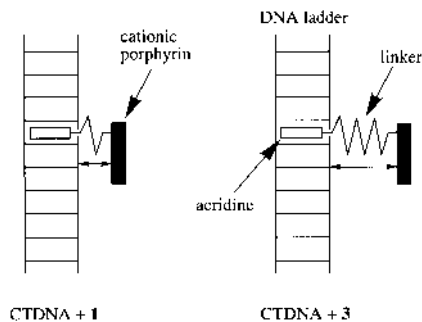 cationic
porphyrin
DNA ladder
linker
acridine
CTDNA + 1
CTDNA + 3